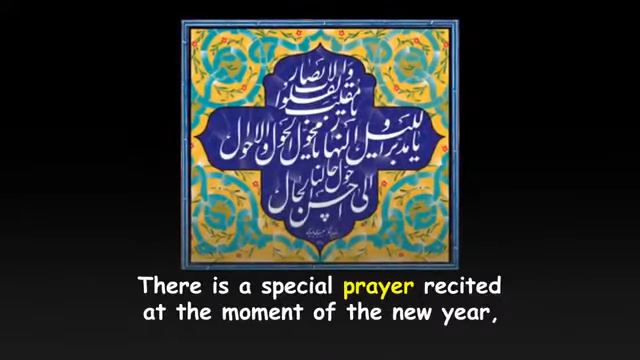 یا مقلب القلوب والابصار
یا مدبر اللیل و النهار یا محول الحول والاحوال
حول حالنا
الی احسن الحال
There is a special prayer recited
at the moment of the new year,